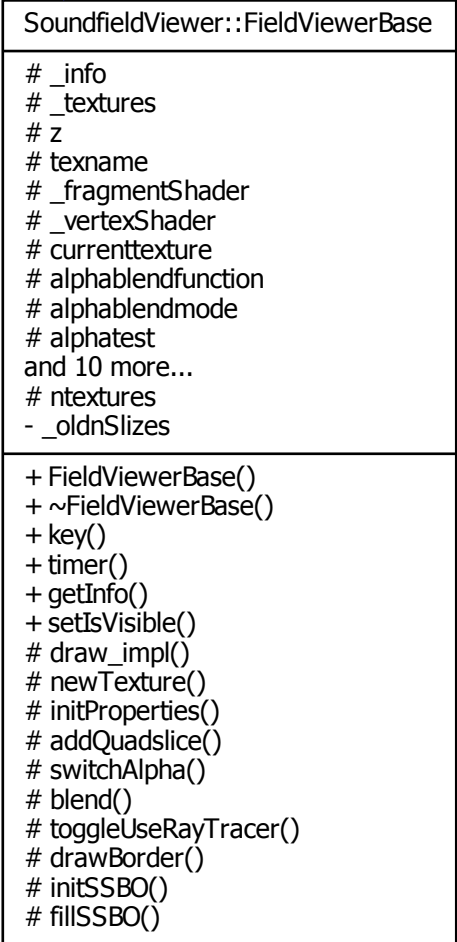 SoundfieldViewer::FieldViewerBase
# _info
# _textures
# z
# texname
# _fragmentShader
# _vertexShader
# currenttexture
# alphablendfunction
# alphablendmode
# alphatest
and 10 more...
# ntextures
- _oldnSlizes
+ FieldViewerBase()
+ ~FieldViewerBase()
+ key()
+ timer()
+ getInfo()
+ setIsVisible()
# draw_impl()
# newTexture()
# initProperties()
# addQuadslice()
# switchAlpha()
# blend()
# toggleUseRayTracer()
# drawBorder()
# initSSBO()
# fillSSBO()